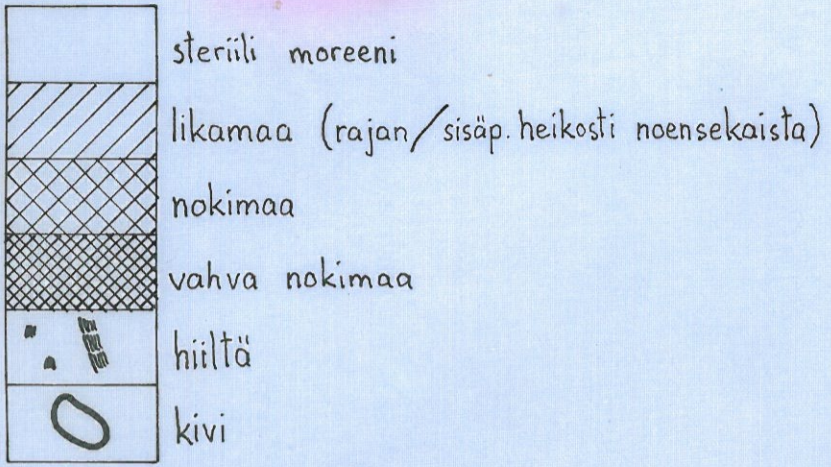 steriili moreeni
likamaa (rajan/sisäp. heikosti noensekaista)
nokimaa
vahva nokimaa
hiiltä
kivi